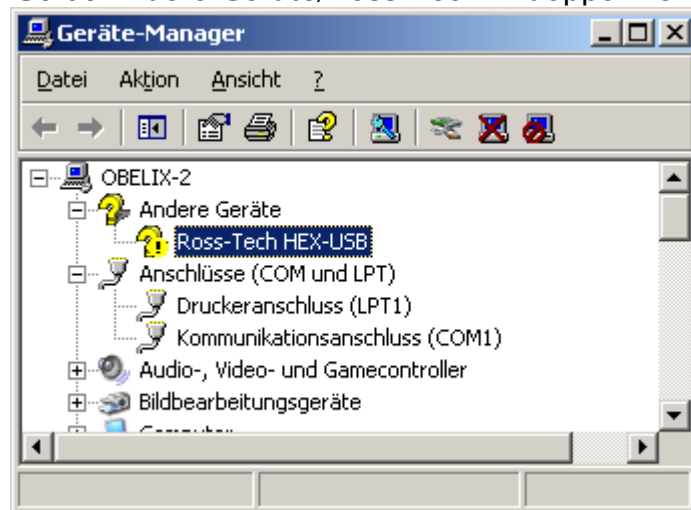 Geräte-Manager
Datei Aktion Ansicht ?
OBELIX-2
Andere Geräte
Ross-Tech HEX-USB
Anschlüsse (COM und LPT)
Druckeranschluss (LPT1)
Kommunikationsanschluss (COM1)
Audio-, Video- und Gamecontroller
Bildbearbeitungsgeräte